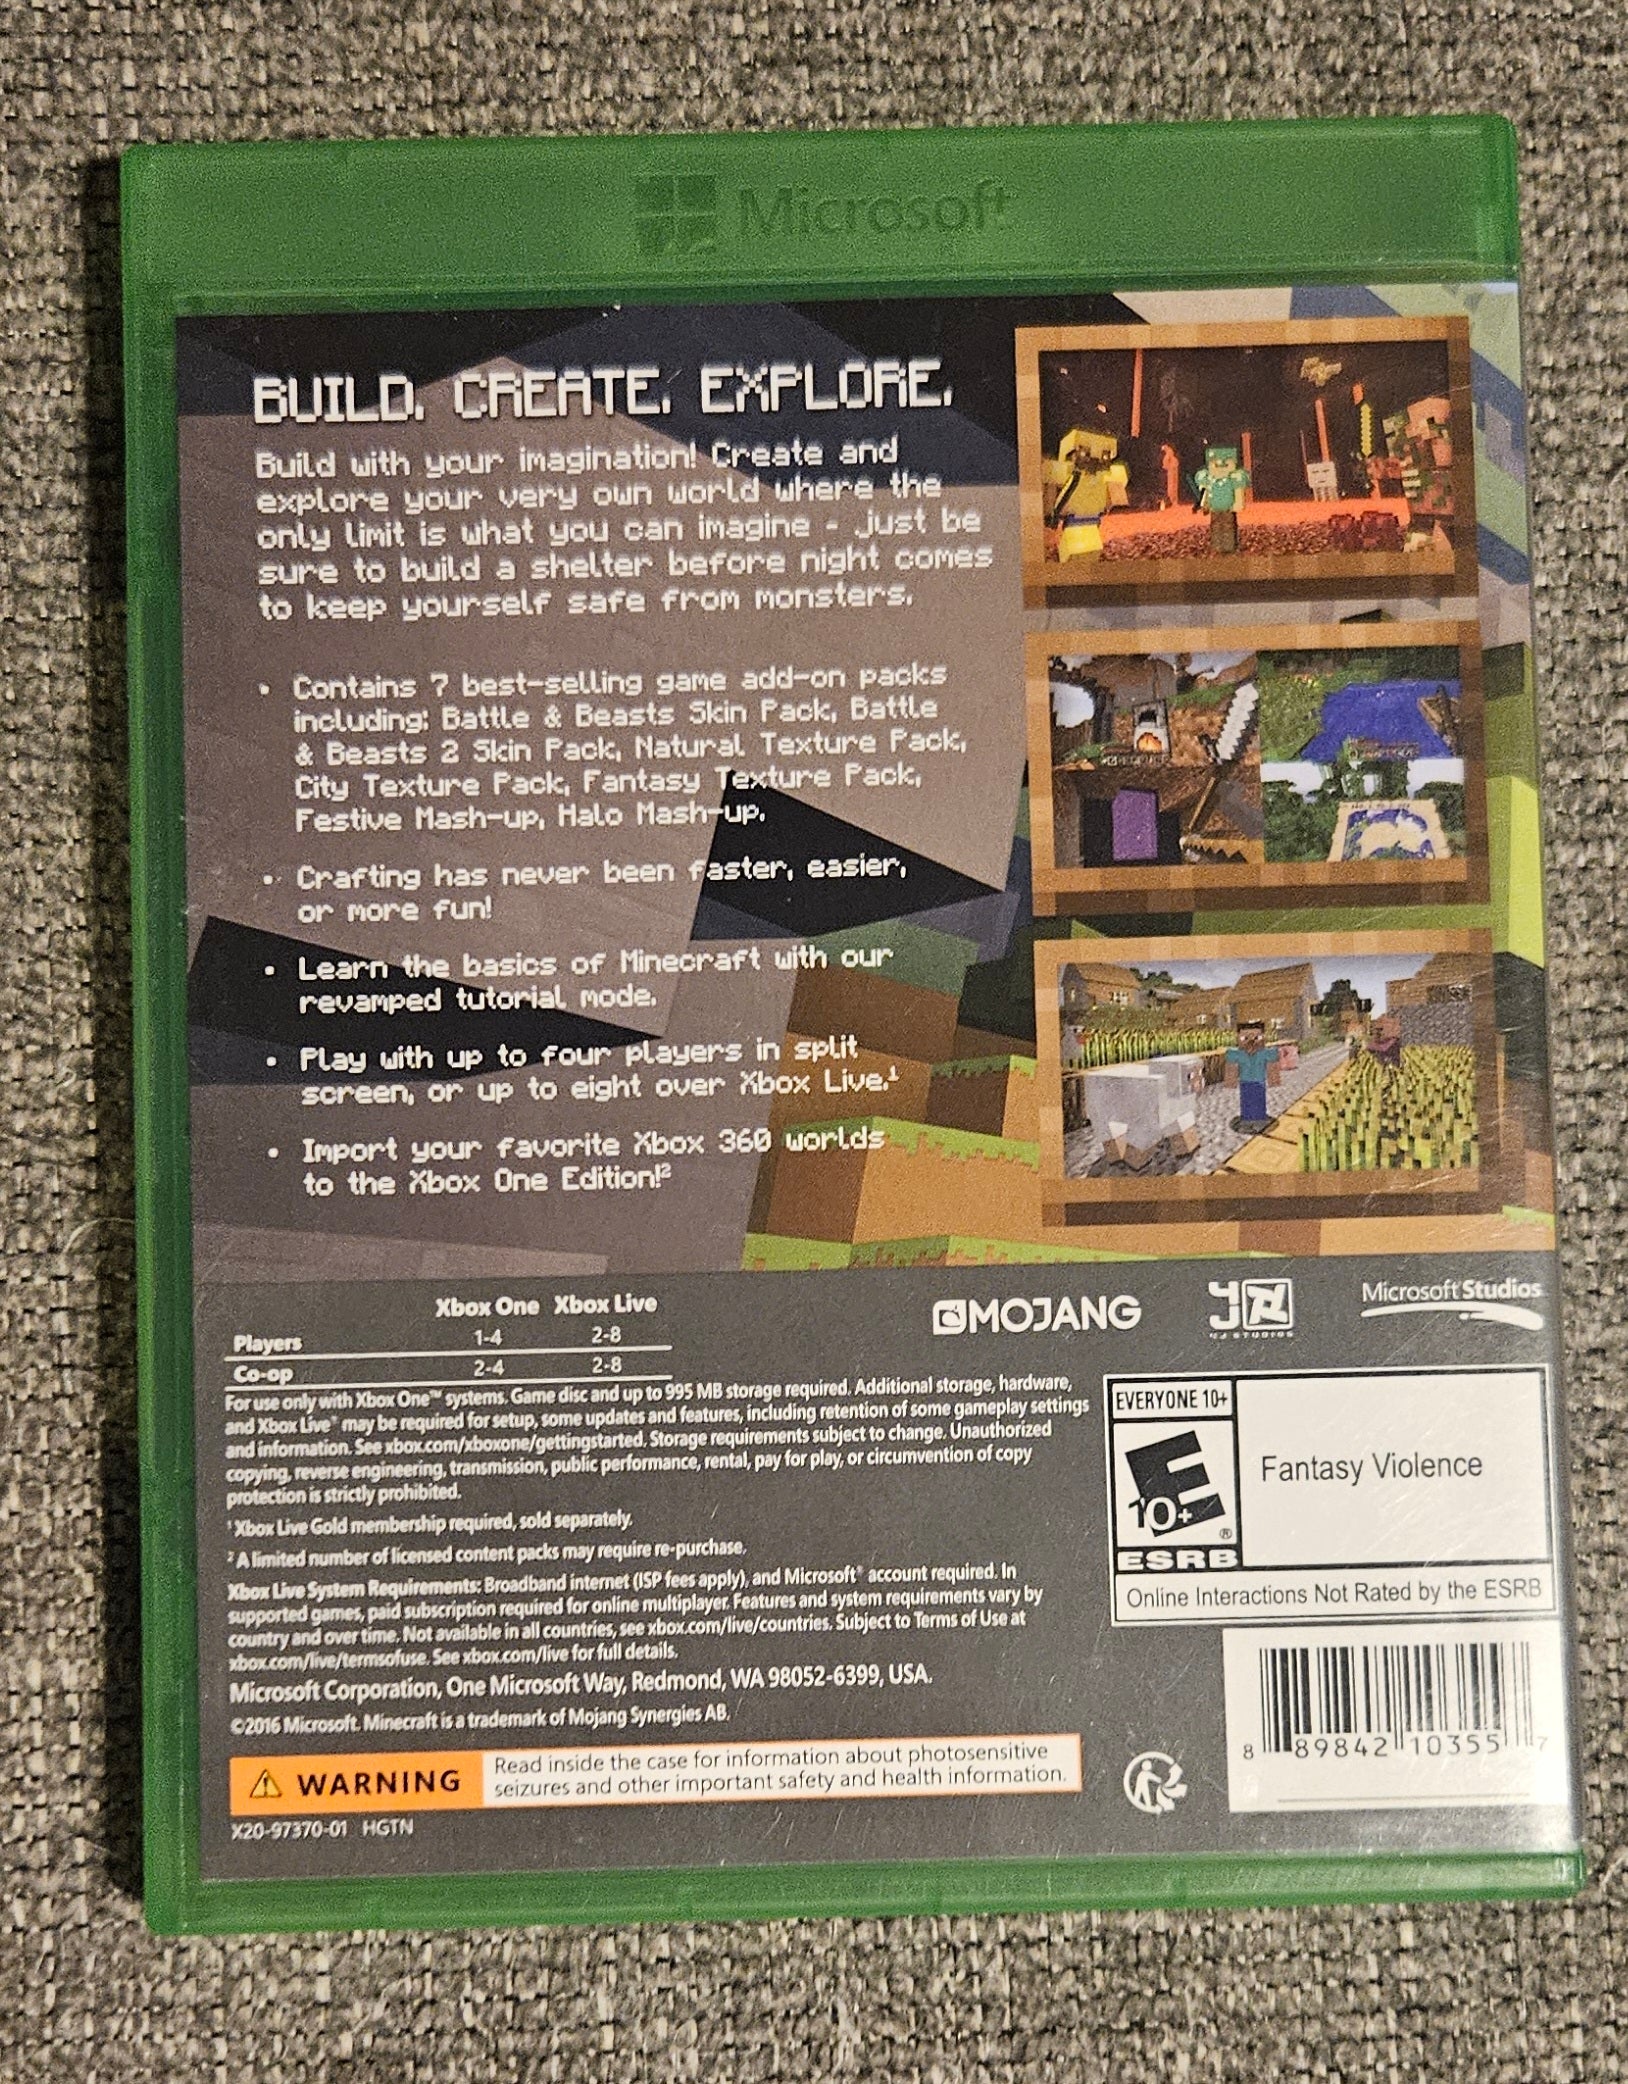 Microsoft
BUILD. CREATE. EXPLORE.
Build with your imagination! Create and
explore your very own world where the
only limit is what you can imagine - just be
sure to build a shelter before night comes
to keep yourself safe from monsters.
• Contains 7 best-selling game add-on packs
including: Battle & Beasts Skin Pack, Battle
& Beasts 2 Skin Pack, Natural Texture Pack,
City Texture Pack, Fantasy Texture Pack,
Festive Mash-up, Halo Mash-up.
• Crafting has never been faster, easier,
or more fun!
• Learn the basics of Minecraft with our
revamped tutorial mode.
• Play with up to four players in split
screen, or up to eight over Xbox Live.¹
• Import your favorite Xbox 360 worlds
to the Xbox One Edition!²
Xbox One Xbox Live
Players 1-4 2-8
Co-op 2-4 2-8
MOJANG
4J STUDIOS
Microsoft Studios
For use only with Xbox One™ systems. Game disc and up to 995 MB storage required. Additional storage, hardware,
and Xbox Live® may be required for setup, some updates and features, including retention of some gameplay settings
and information. See xbox.com/xboxone/gettingstarted. Storage requirements subject to change. Unauthorized
copying, reverse engineering, transmission, public performance, rental, pay for play, or circumvention of copy
protection is strictly prohibited.
¹ Xbox Live Gold membership required, sold separately.
² A limited number of licensed content packs may require re-purchase.
Xbox Live System Requirements: Broadband internet (ISP fees apply), and Microsoft® account required. In
supported games, paid subscription required for online multiplayer. Features and system requirements vary by
country and over time. Not available in all countries, see xbox.com/live/countries. Subject to Terms of Use at
xbox.com/live/termsofuse. See xbox.com/live for full details.
Microsoft Corporation, One Microsoft Way, Redmond, WA 98052-6399, USA.
©2016 Microsoft. Minecraft is a trademark of Mojang Synergies AB.
EVERYONE 10+
E
10+
®
ESRB
Fantasy Violence
Online Interactions Not Rated by the ESRB
WARNING
Read inside the case for information about photosensitive
seizures and other important safety and health information.
X20-97370-01 HGTN
8 89842 10355 7